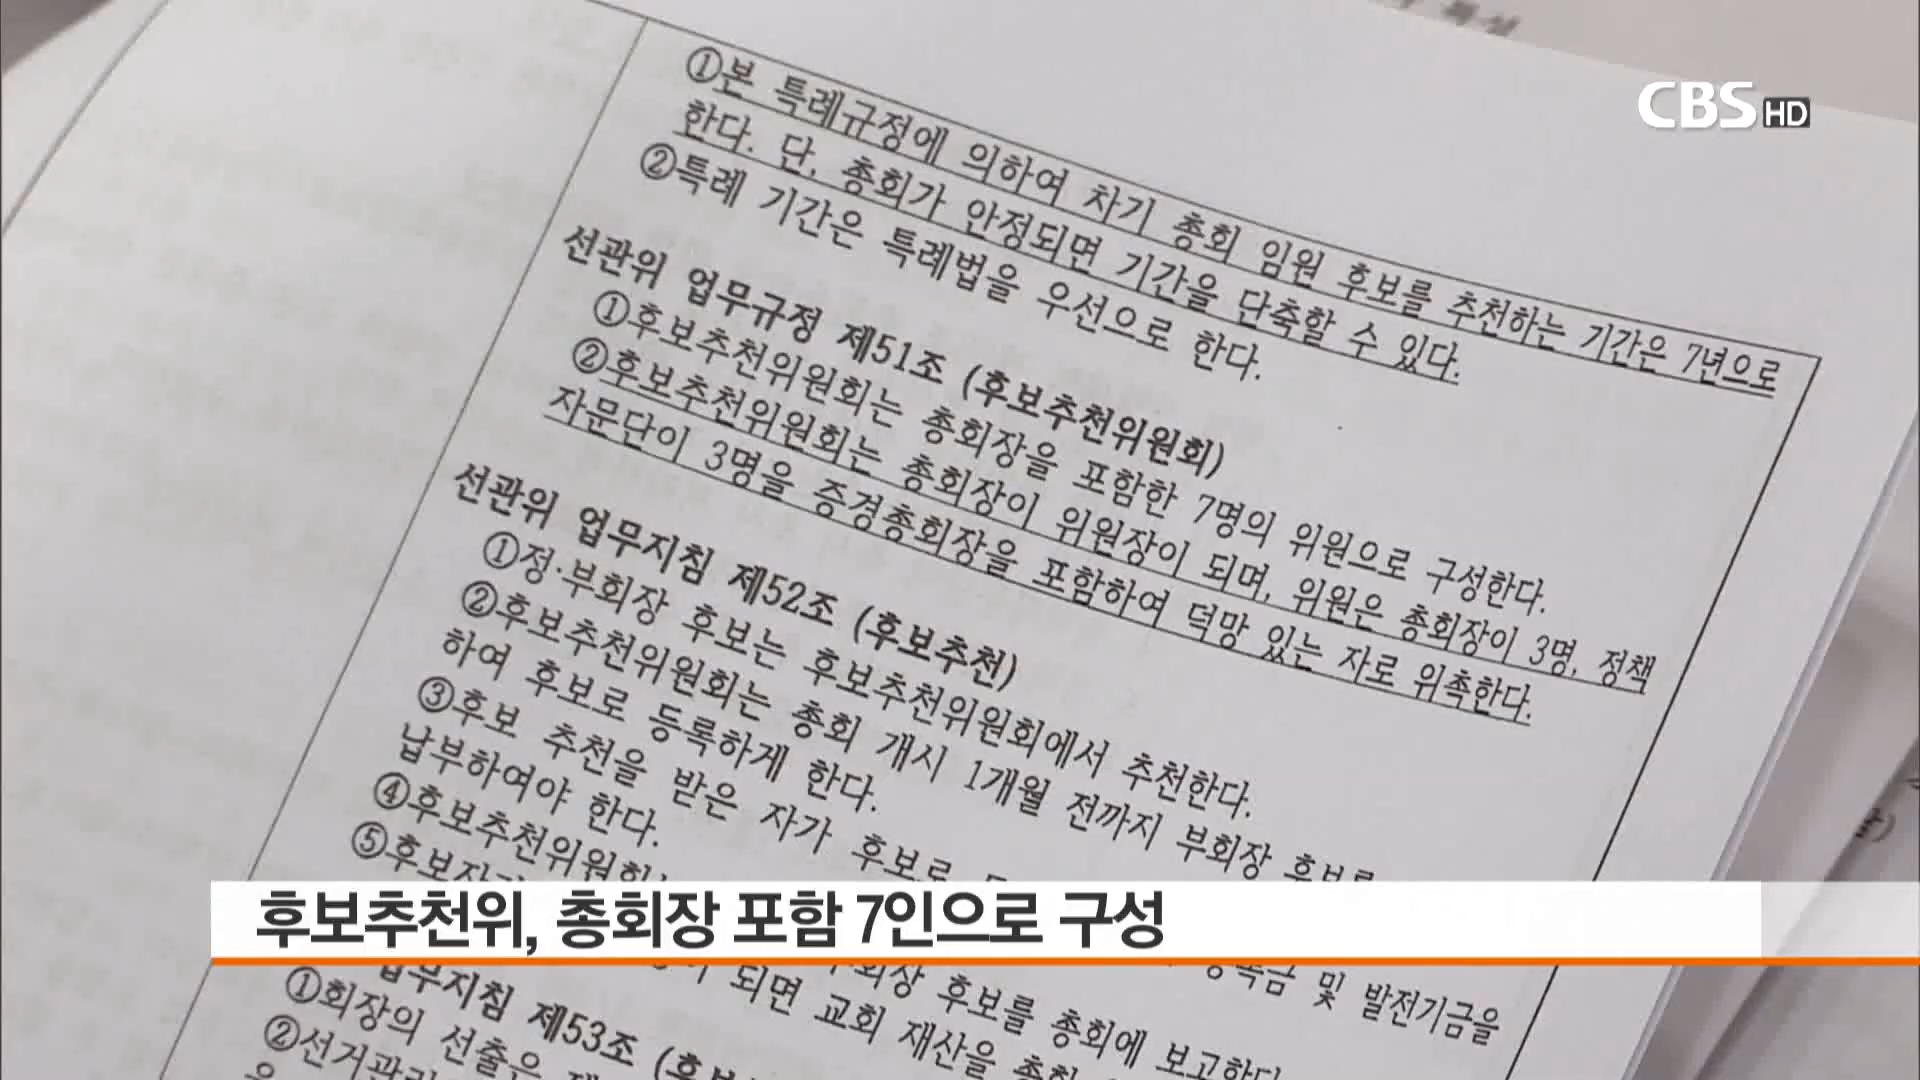 CBS HD
①본 특례규정에 의하여 차기 총회 임원 후보를 추천하는 기간은 7년으로
한다. 단, 총회가 안정되면 기간을 단축할 수 있다.
②특례 기간은 특례법을 우선으로 한다.
선관위 업무규정 제51조 (후보추천위원회)
①후보추천위원회는 총회장을 포함한 7명의 위원으로 구성한다.
②후보추천위원회는 총회장이 위원장이 되며, 위원은 총회장이 3명, 정책
자문단이 3명을 증경총회장을 포함하여 덕망 있는 자로 위촉한다.
선관위 업무지침 제52조 (후보추천)
①정·부회장 후보는 후보추천위원회에서 추천한다.
②후보추천위원회는 총회 개시 1개월 전까지 부회장 후보를
하여 후보로 등록하게 한다.
③후보 추천을 받은 자가 후보로 등록금 및 발전기금을
납부하여야 한다.
④후보추천위원회 후보를 총회에 보고한다.
⑤후보자가 되면 교회 재산을
후보추천위, 총회장 포함 7인으로 구성
업무지침 제53조
①회장의 선출은
②선거관리